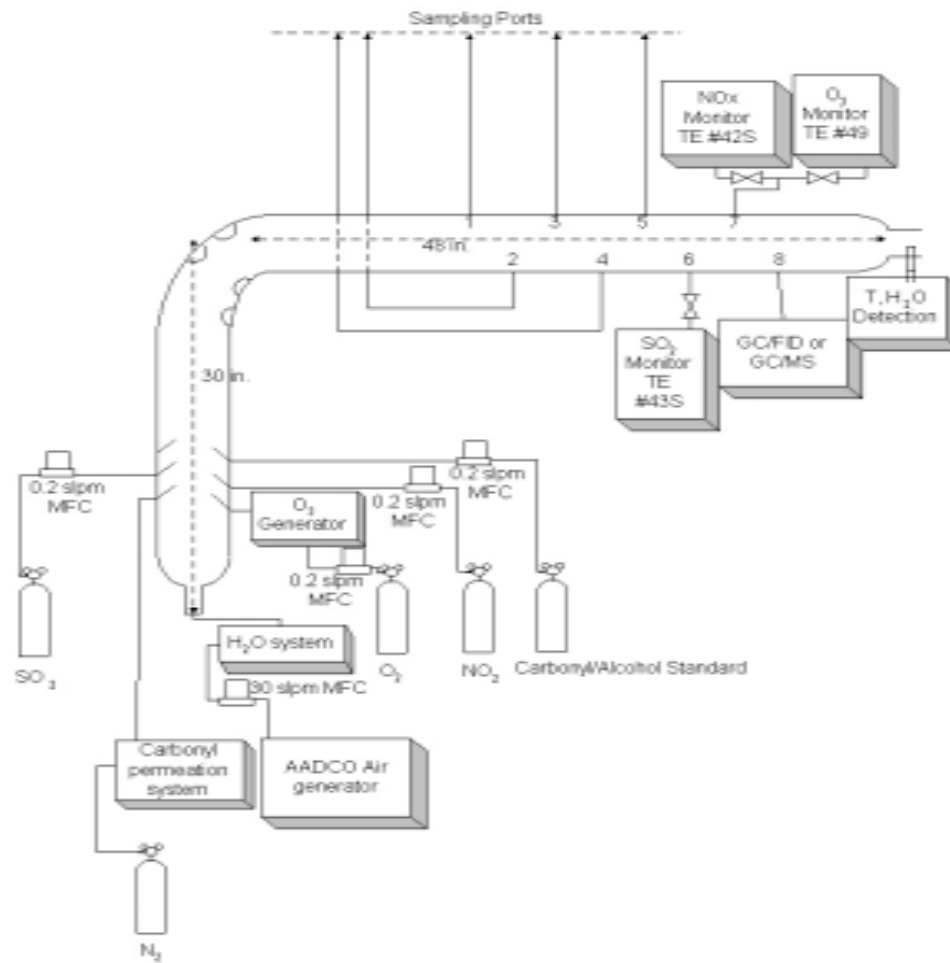 Sampling Ports
NOx
Monitor
TE #42S
O3
Monitor
TE #49
1
3
5
7
48 in.
2
4
6
8
T, H2O
Detection
SO2
Monitor
TE
#43S
GC/FID or
GC/MS
30 in.
0.2 slpm
MFC
0.2 slpm
MFC
0.2 slpm
MFC
O3
Generator
0.2 slpm
MFC
H2O system
SO2
O2
NO2
Carbonyl/Alcohol Standard
30 slpm MFC
Carbonyl
permeation
system
AADCO Air
generator
N2